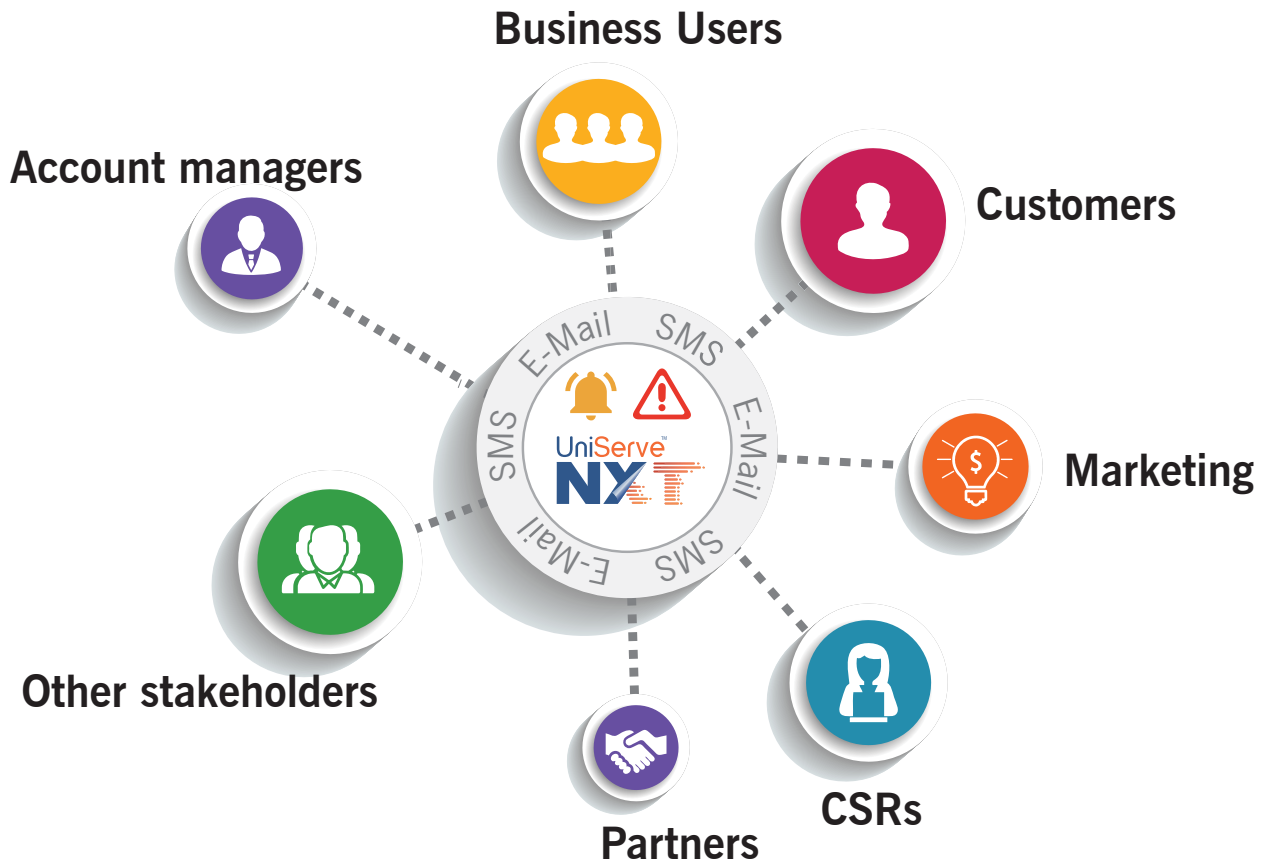 Business Users
Account managers
Customers
E-Mail
SMS
SMS
E-Mail
UniServe™
NXT
$
Marketing
E-Mail
SMS
Other stakeholders
CSRs
Partners